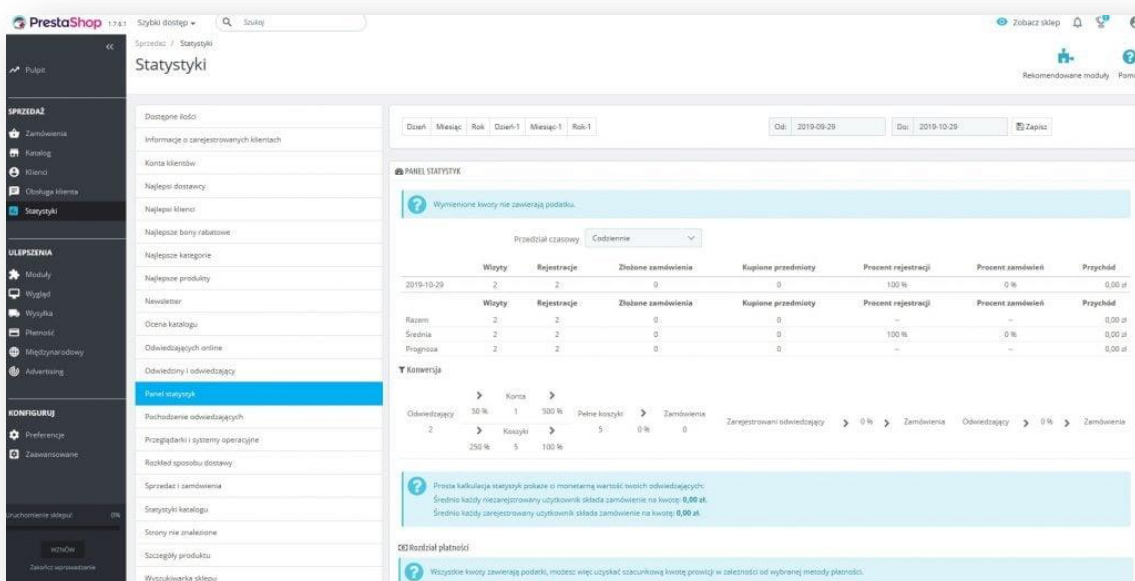 PrestaShop 1.7.6.1 Szybki dostęp Szukaj Zobacz sklep
Sprzedaż / Statystyki
Statystyki
Rekomendowane moduły Pomo
Pulpit
SPRZEDAŻ
Zamówienia
Katalog
Klienci
Obsługa klienta
Statystyki
ULEPSZENIA
Moduły
Wygląd
Wysyłka
Płatność
Międzynarodowy
Advertising
KONFIGURUJ
Preferencje
Zaawansowane
Uruchomienie sklepu! 0%
WZNÓW
Zakończ wprowadzanie
Dostępne ilości
Informacje o zarejestrowanych klientach
Konta klientów
Najlepsi dostawcy
Najlepsi klienci
Najlepsze bony rabatowe
Najlepsze kategorie
Najlepsze produkty
Newsletter
Ocena katalogu
Odwiedzających online
Odwiedziny i odwiedzający
Panel statystyk
Pochodzenie odwiedzających
Przeglądarki i systemy operacyjne
Rozkład sposobu dostawy
Sprzedaż i zamówienia
Statystyki katalogu
Strony nie znalezione
Szczegóły produktu
Wyszukiwarka sklepu
Dzień Miesiąc Rok Dzień-1 Miesiąc-1 Rok-1 Od: 2019-09-29 Do: 2019-10-29 Zapisz
PANEL STATYSTYK
Wymienione kwoty nie zawierają podatku.
Przedział czasowy Codziennie
Wizyty Rejestracje Złożone zamówienia Kupione przedmioty Procent rejestracji Procent zamówień Przychód
2019-10-29 2 2 0 0 100 % 0 % 0,00 zł
Wizyty Rejestracje Złożone zamówienia Kupione przedmioty Procent rejestracji Procent zamówień Przychód
Razem 2 2 0 0 -- -- 0,00 zł
Średnia 2 2 0 0 100 % 0 % 0,00 zł
Prognoza 2 2 0 0 -- -- 0,00 zł
Konwersja
Konta
Odwiedzający 50 % 1 500 % Pełne koszyki Zamówienia Zarejestrowani odwiedzający 0 % Zamówienia Odwiedzający 0 % Zamówienia
2 Koszyki 5 0 % 0
250 % 5 100 %
Prosta kalkulacja statystyk pokaże ci monetarną wartość twoich odwiedzających:
Średnio każdy niezarejestrowany użytkownik składa zamówienie na kwotę: 0,00 zł.
Średnio każdy zarejestrowany użytkownik składa zamówienie na kwotę: 0,00 zł.
Rozdział płatności
Wszystkie kwoty zawierają podatki, możesz więc uzyskać szacunkową kwotę prowizji w zależności od wybranej metody płatności.